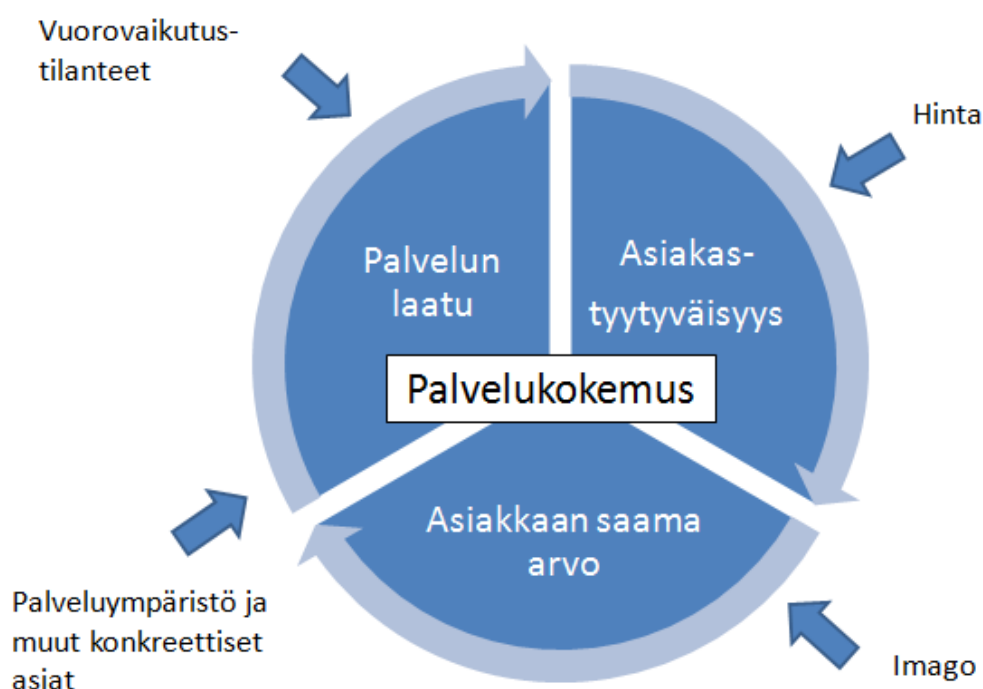 Vuorovaikutus-
tilanteet
Hinta
Palvelun
laatu
Asiakas-
tyytyväisyys
Palvelukokemus
Asiakkaan saama
arvo
Palveluympäristö ja
muut konkreettiset
asiat
Imago